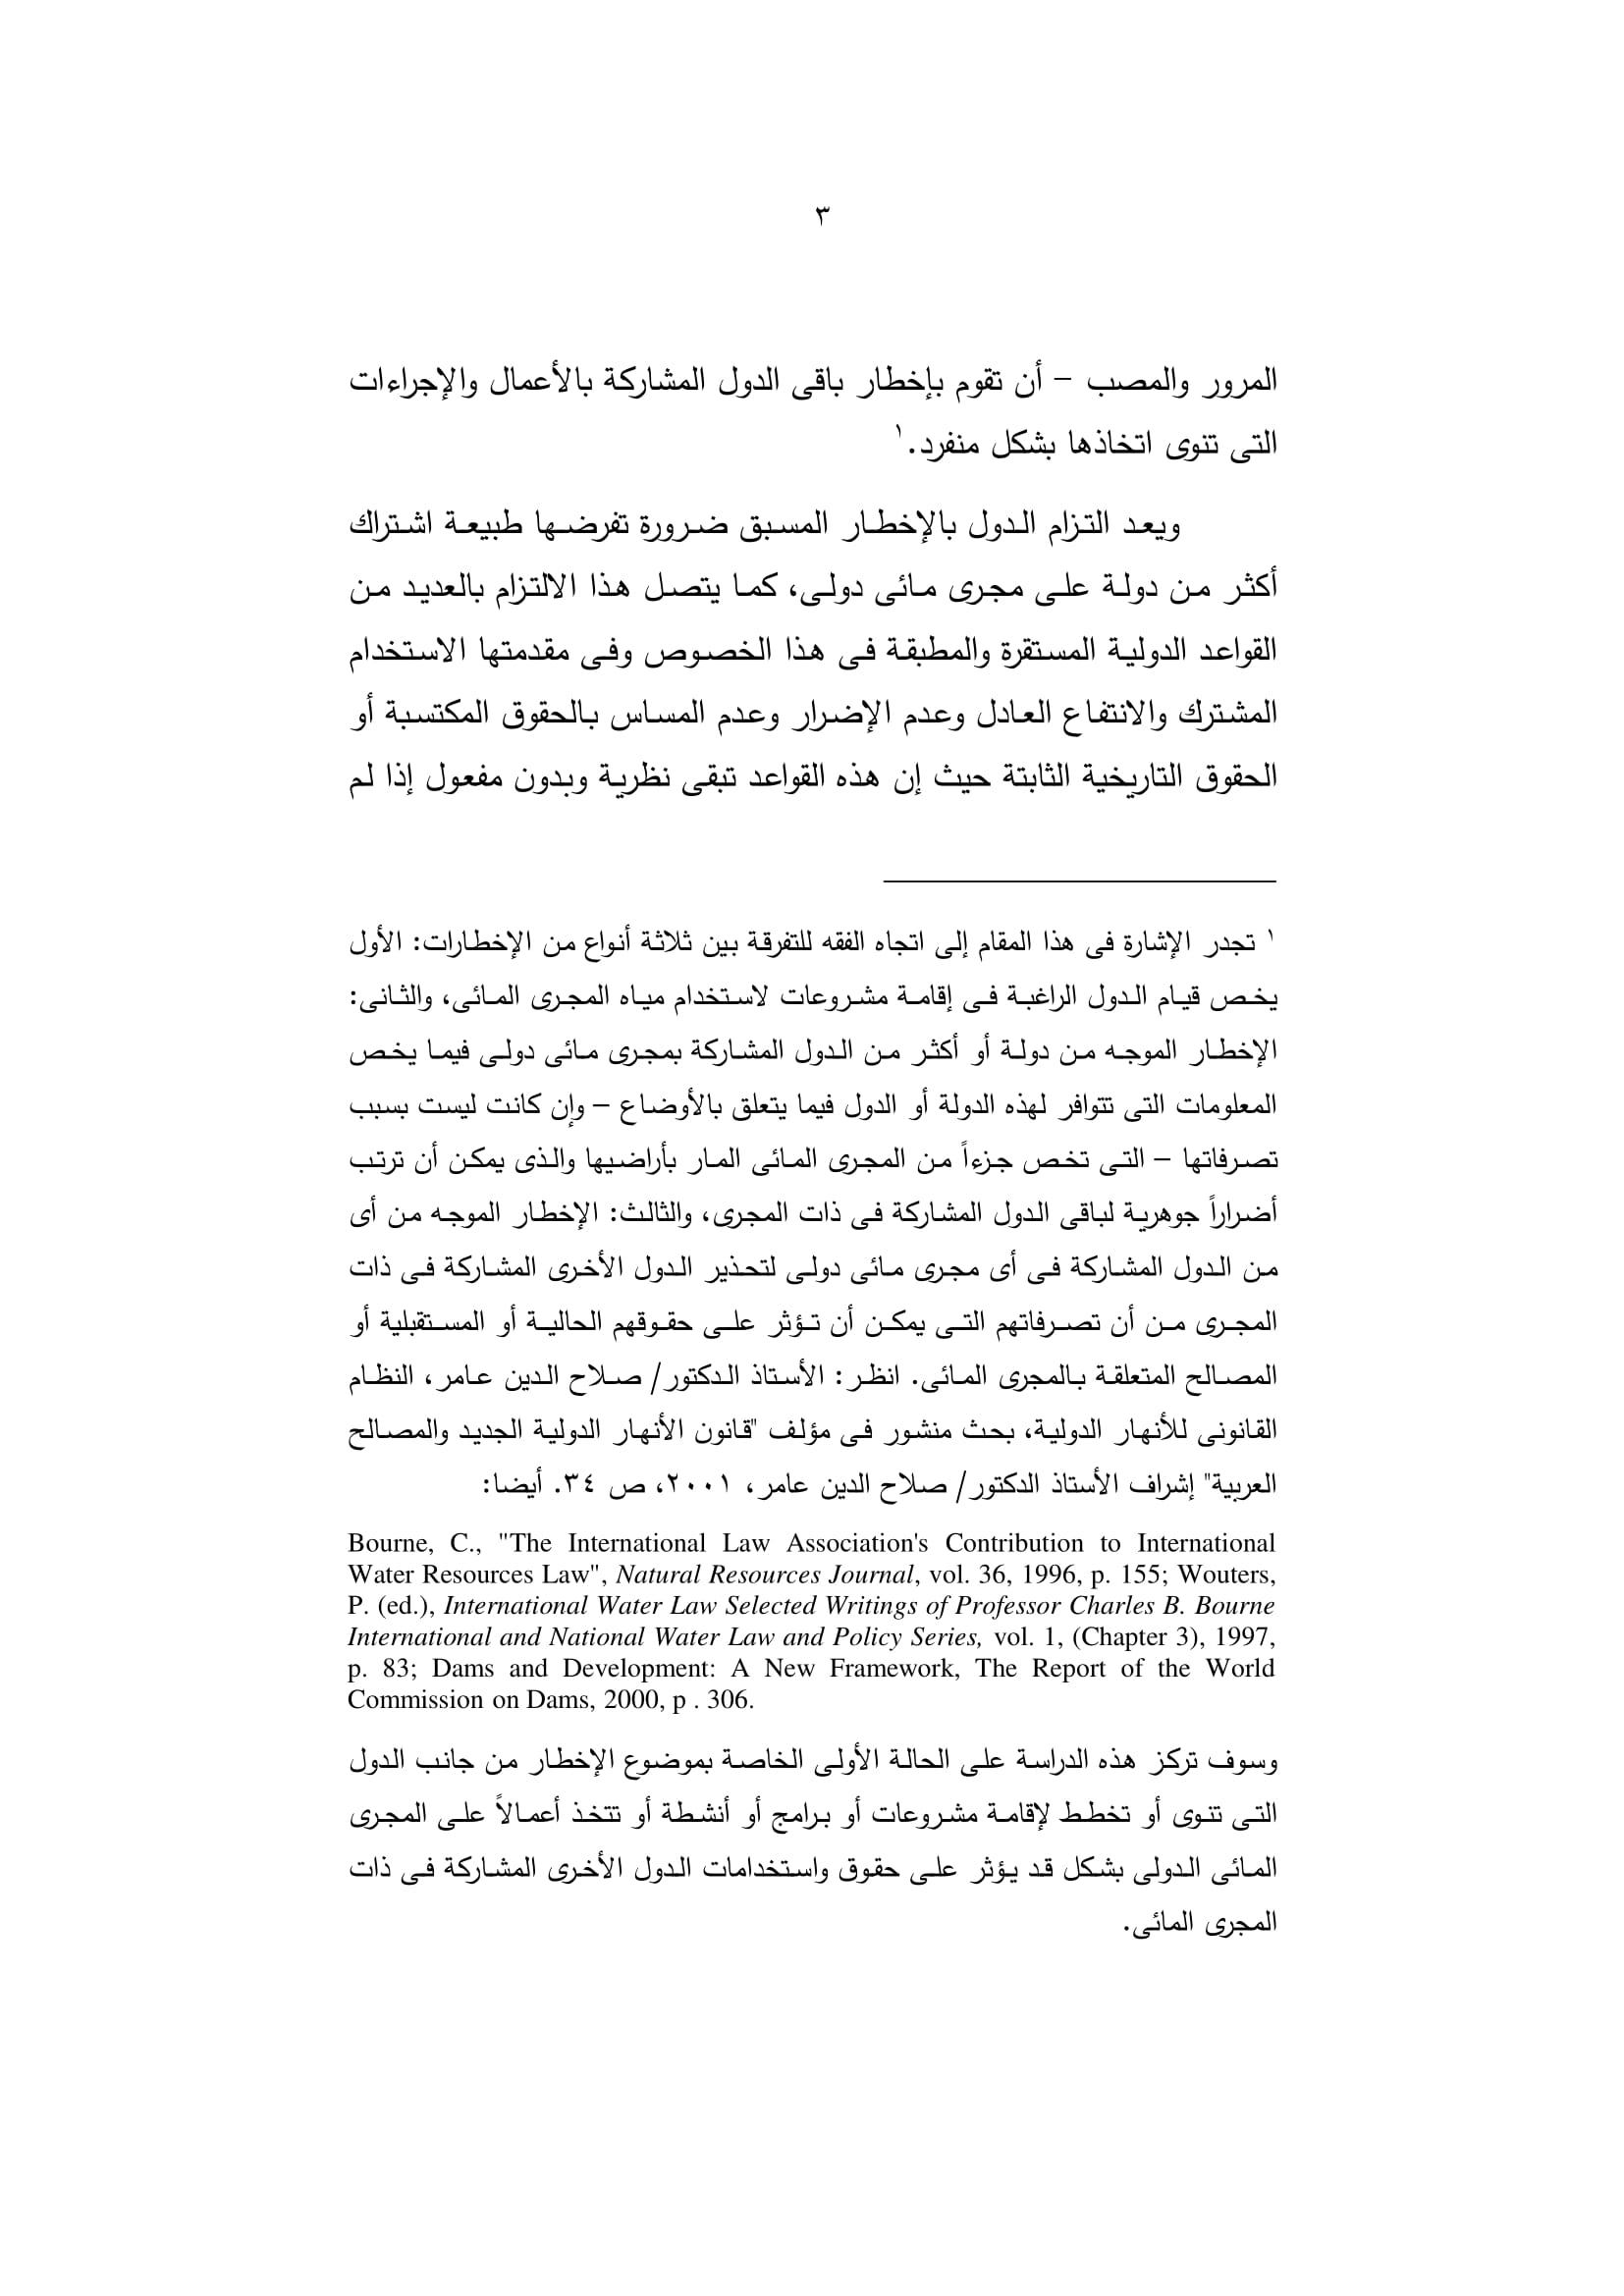 ٣
المرور والمصب – أن تقوم بإخطار باقى الدول المشاركة بالأعمال والإجراءات
التى تنوى اتخاذها بشكل منفرد.١
ويعد التزام الدول بالإخطار المسبق ضرورة تفرضها طبيعة اشتراك
أكثر من دولة على مجرى مائى دولى، كما يتصل هذا الالتزام بالعديد من
القواعد الدولية المستقرة والمطبقة فى هذا الخصوص وفى مقدمتها الاستخدام
المشترك والانتفاع العادل وعدم الإضرار وعدم المساس بالحقوق المكتسبة أو
الحقوق التاريخية الثابتة حيث إن هذه القواعد تبقى نظرية وبدون مفعول إذا لم
١ تجدر الإشارة فى هذا المقام إلى اتجاه الفقه للتفرقة بين ثلاثة أنواع من الإخطارات: الأول
يخص قيام الدول الراغبة فى إقامة مشروعات لاستخدام مياه المجرى المائى، والثانى:
الإخطار الموجه من دولة أو أكثر من الدول المشاركة بمجرى مائى دولى فيما يخص
المعلومات التى تتوافر لهذه الدولة أو الدول فيما يتعلق بالأوضاع – وإن كانت ليست بسبب
تصرفاتها – التى تخص جزءاً من المجرى المائى المار بأراضيها والذى يمكن أن ترتب
أضراراً جوهرية لباقى الدول المشاركة فى ذات المجرى، والثالث: الإخطار الموجه من أى
من الدول المشاركة فى أى مجرى مائى دولى لتحذير الدول الأخرى المشاركة فى ذات
المجرى من أن تصرفاتهم التى يمكن أن تؤثر على حقوقهم الحالية أو المستقبلية أو
المصالح المتعلقة بالمجرى المائى. انظر: الأستاذ الدكتور/ صلاح الدين عامر، النظام
القانونى للأنهار الدولية، بحث منشور فى مؤلف "قانون الأنهار الدولية الجديد والمصالح
العربية" إشراف الأستاذ الدكتور/ صلاح الدين عامر، ٢٠٠١، ص ٣٤. أيضا:
Bourne, C., "The International Law Association's Contribution to International
Water Resources Law", Natural Resources Journal, vol. 36, 1996, p. 155; Wouters,
P. (ed.), International Water Law Selected Writings of Professor Charles B. Bourne
International and National Water Law and Policy Series, vol. 1, (Chapter 3), 1997,
p. 83; Dams and Development: A New Framework, The Report of the World
Commission on Dams, 2000, p . 306.
وسوف تركز هذه الدراسة على الحالة الأولى الخاصة بموضوع الإخطار من جانب الدول
التى تنوى أو تخطط لإقامة مشروعات أو برامج أو أنشطة أو تتخذ أعمالاً على المجرى
المائى الدولى بشكل قد يؤثر على حقوق واستخدامات الدول الأخرى المشاركة فى ذات
المجرى المائى.